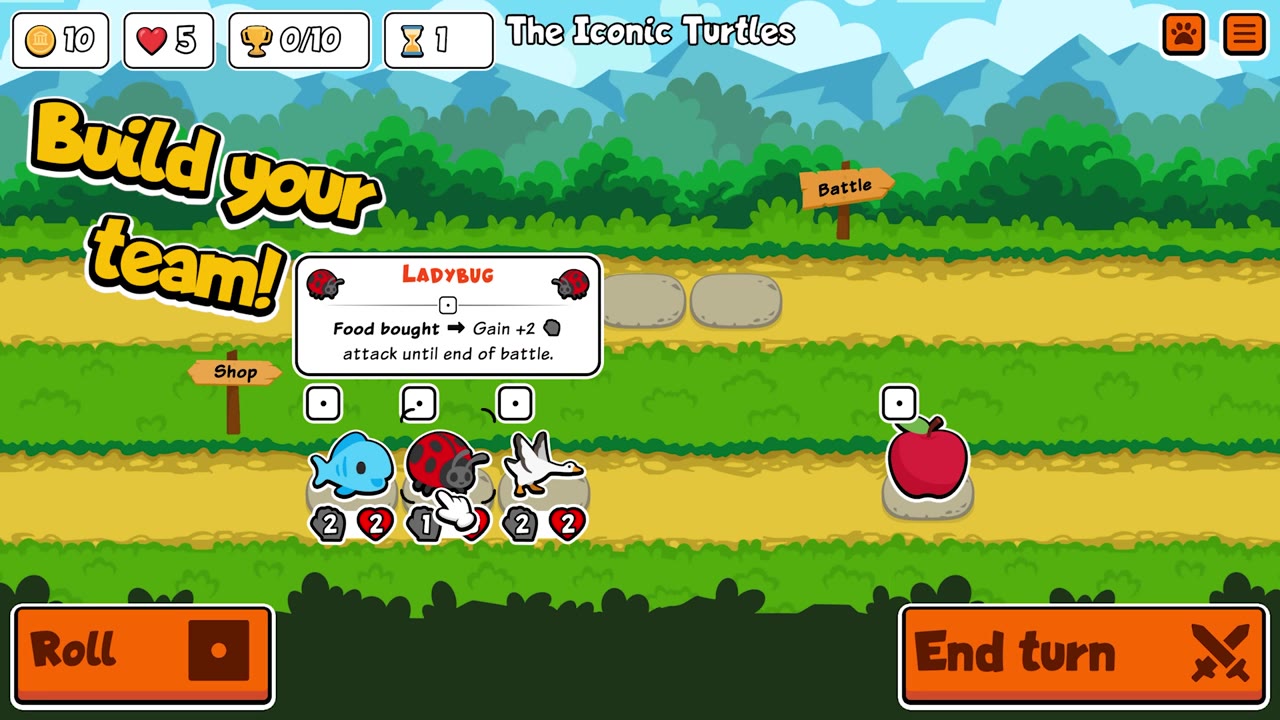 10
5
0/10
1
The Iconic Turtles
Build your
team!
Battle
Ladybug
Food bought ➡ Gain +2
attack until end of battle.
Shop
2 2 1 2 2
Roll
End turn